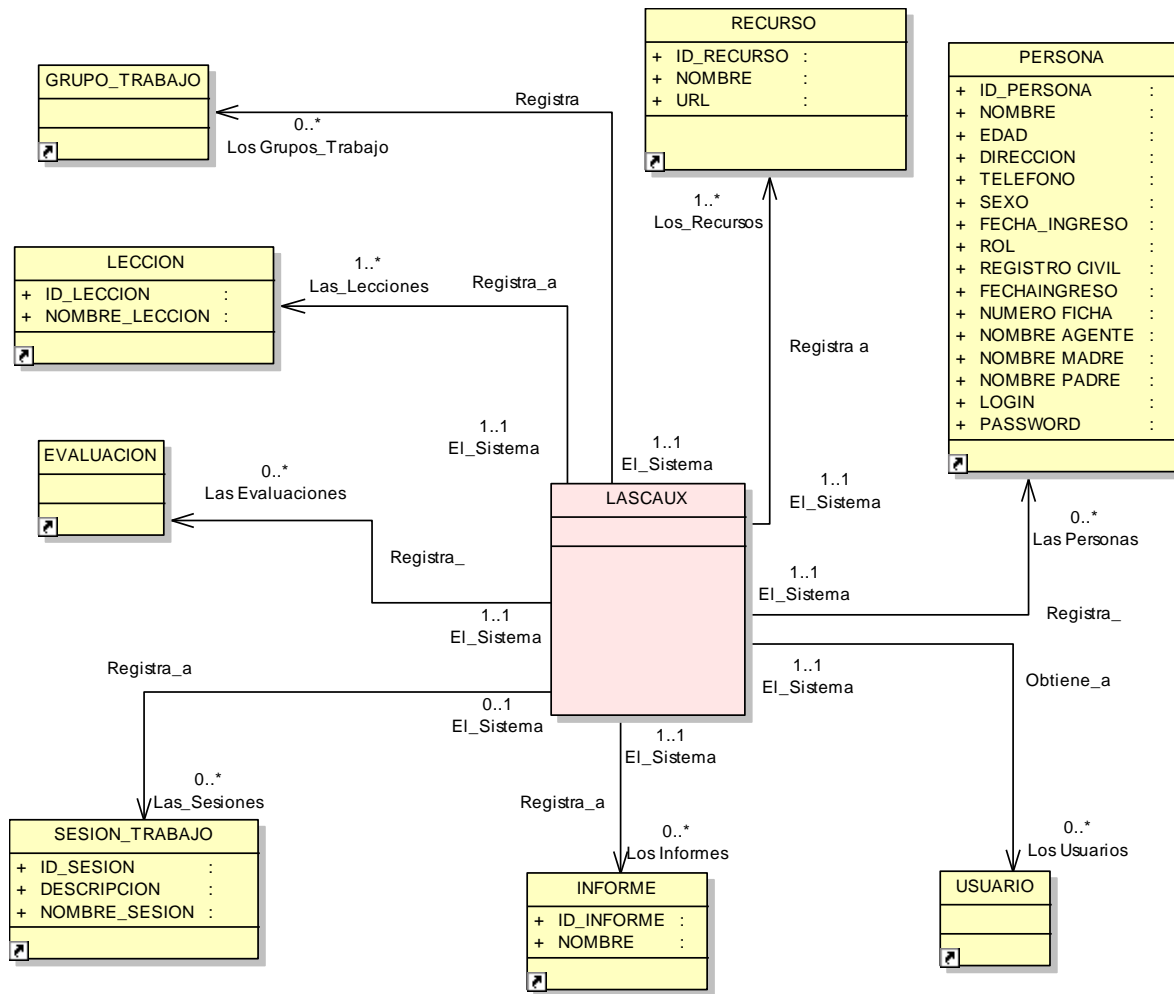 RECURSO
+ ID_RECURSO :
+ NOMBRE :
+ URL :
PERSONA
+ ID_PERSONA :
+ NOMBRE :
+ EDAD :
+ DIRECCION :
+ TELEFONO :
+ SEXO :
+ FECHA_INGRESO :
+ ROL :
+ REGISTRO CIVIL :
+ FECHAINGRESO :
+ NUMERO FICHA :
+ NOMBRE AGENTE :
+ NOMBRE MADRE :
+ NOMBRE PADRE :
+ LOGIN :
+ PASSWORD :
GRUPO_TRABAJO
Registra
0..*
Los Grupos_Trabajo
1..*
Los_Recursos
LECCION
+ ID_LECCION :
+ NOMBRE_LECCION :
1..*
Las_Lecciones
Registra_a
Registra a
1..1
El_Sistema
1..1
El_Sistema
EVALUACION
0..*
Las Evaluaciones
LASCAUX
1..1
El_Sistema
0..*
Las Personas
Registra_
1..1
El_Sistema
1..1
El_Sistema
Registra_
Registra_a
0..1
El_Sistema
1..1
El_Sistema
Obtiene_a
1..1
El_Sistema
0..*
Las_Sesiones
Registra_a
SESION_TRABAJO
+ ID_SESION :
+ DESCRIPCION :
+ NOMBRE_SESION :
0..*
Los Informes
0..*
Los Usuarios
INFORME
+ ID_INFORME :
+ NOMBRE :
USUARIO